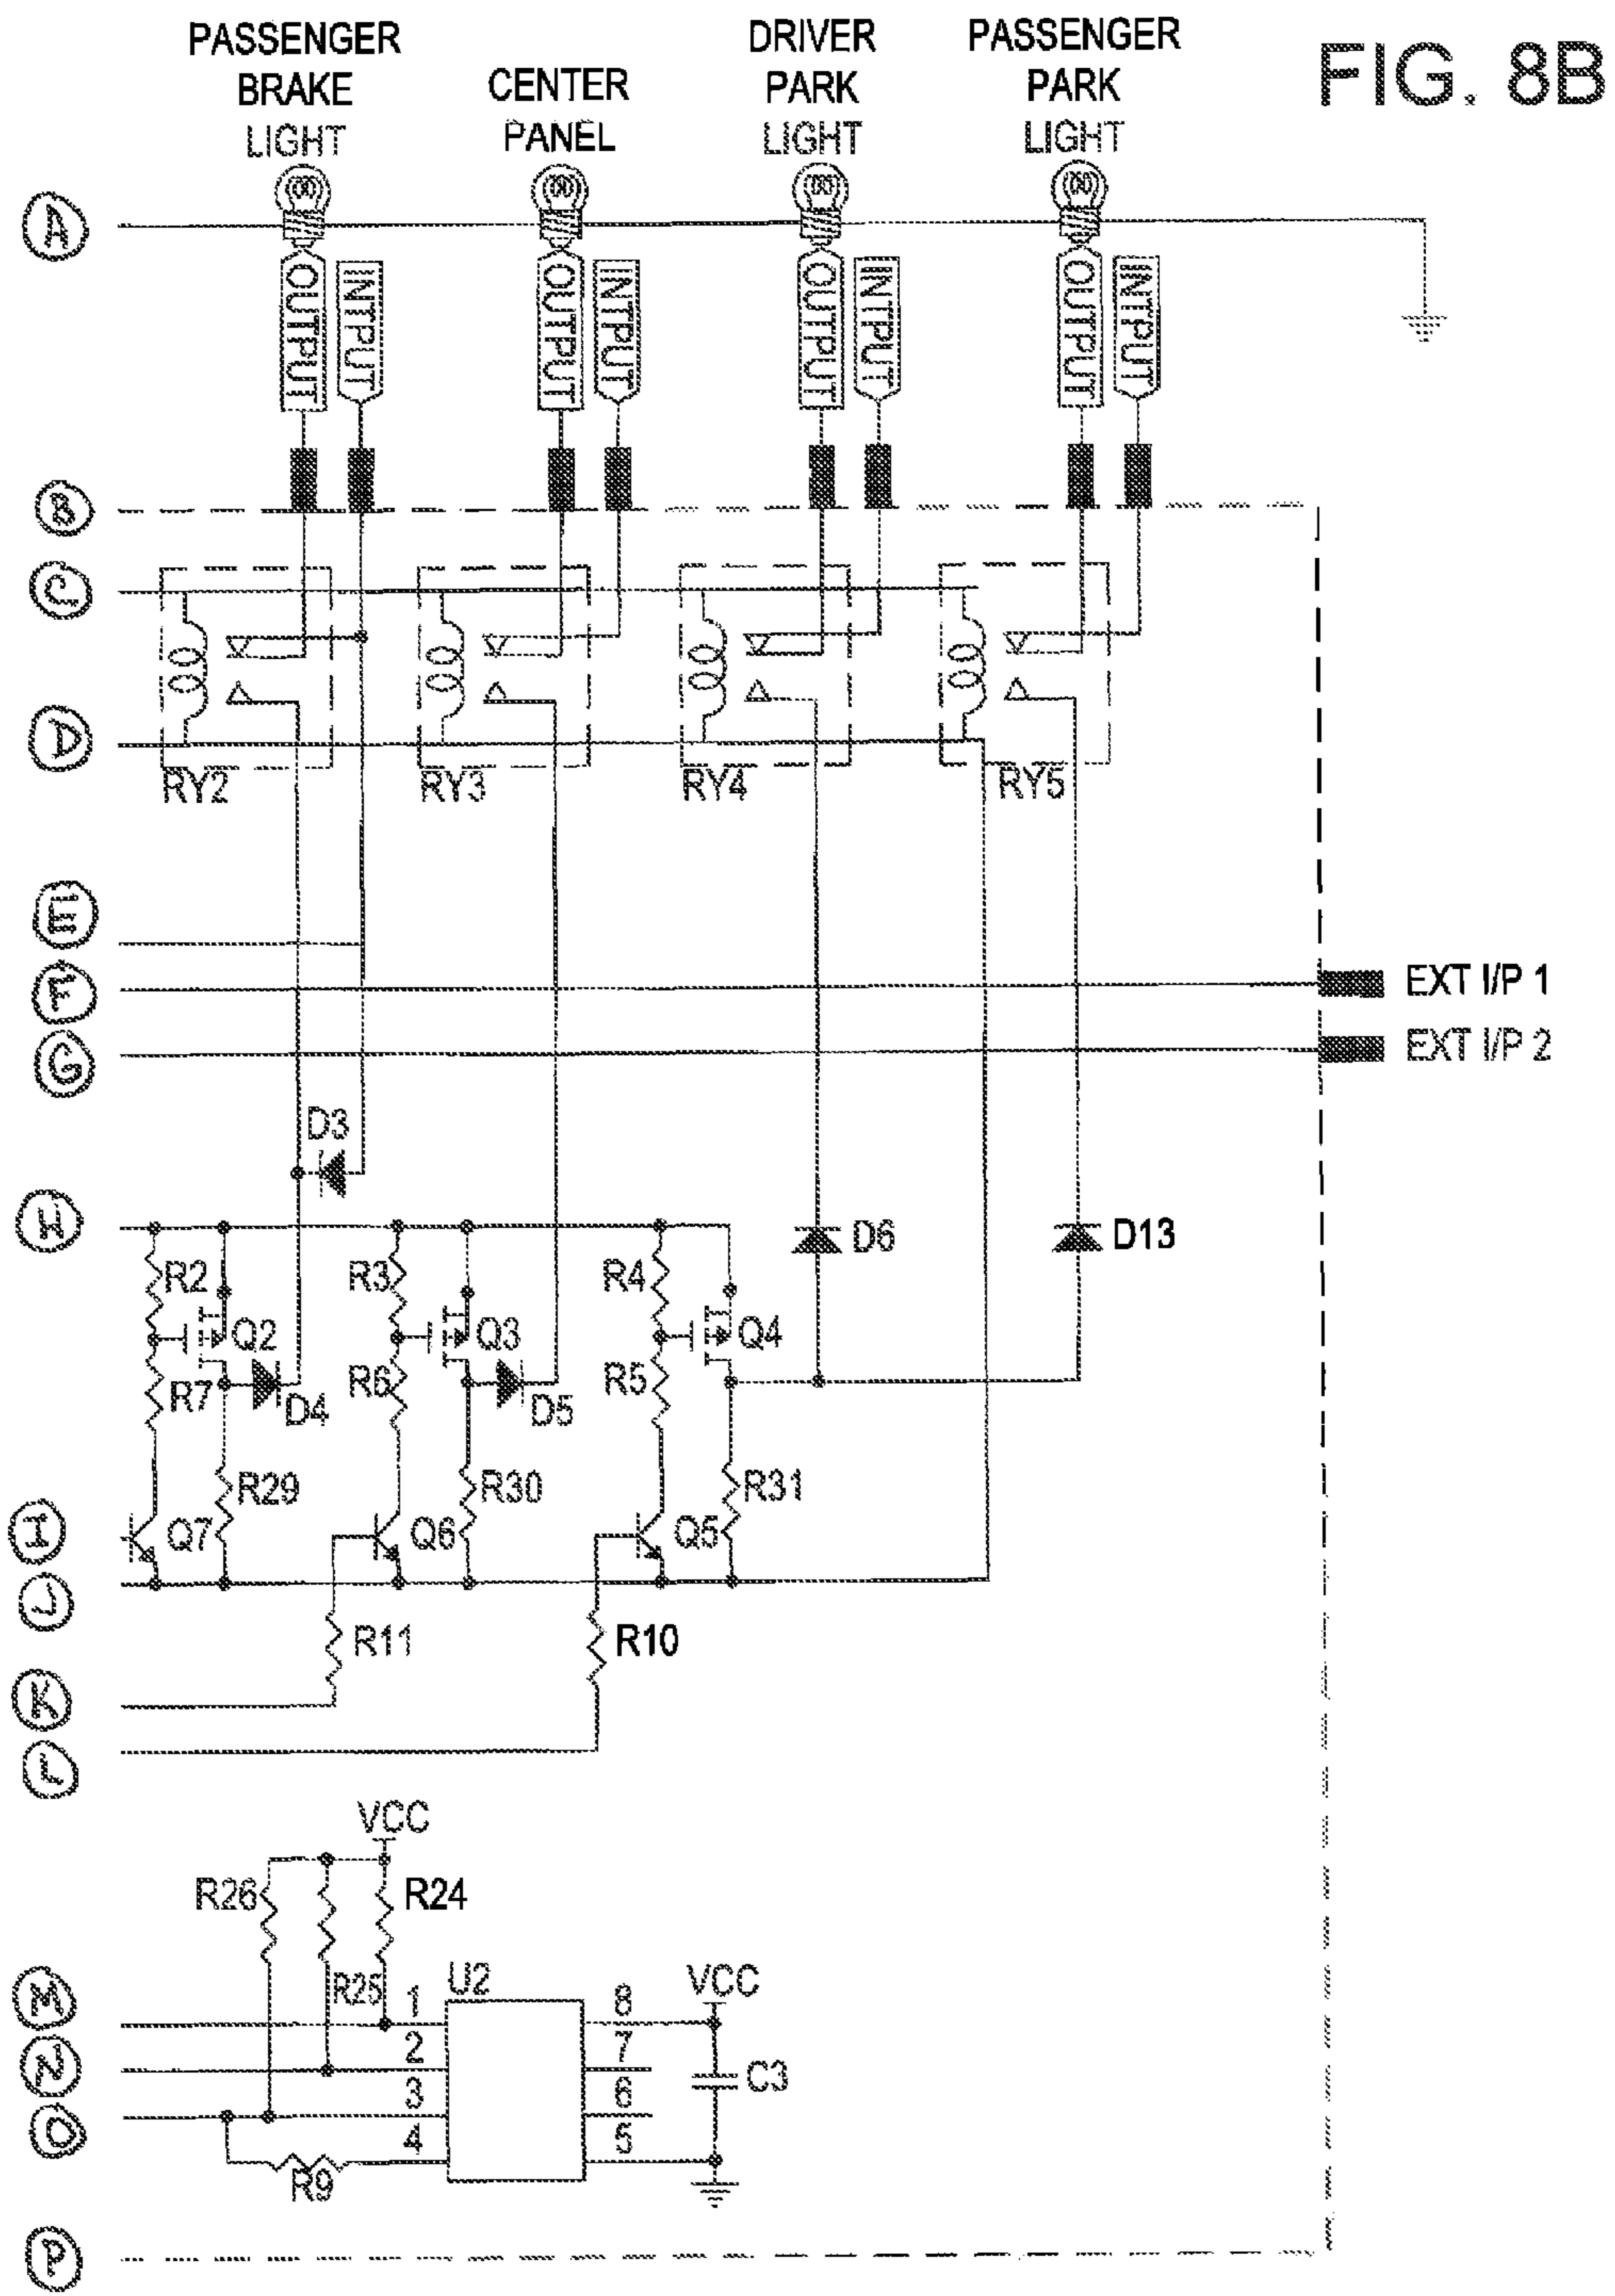 FIG. 8B
PASSENGER
BRAKE
LIGHT
CENTER
PANEL
DRIVER
PARK
LIGHT
PASSENGER
PARK
LIGHT
A
OUTPUT
INTPUT
OUTPUT
INTPUT
OUTPUT
INTPUT
OUTPUT
INTPUT
B
C
D
RY2
RY3
RY4
RY5
E
F
EXT I/P 1
G
EXT I/P 2
D3
H
D6
D13
R2
R3
R4
Q2
Q3
Q4
R7
D4
R6
D5
R5
R29
R30
R31
I
Q7
Q6
Q5
J
R11
R10
K
L
VCC
R26
R24
R25
U2
VCC
M
1
8
N
2
7
C3
O
3
6
4
5
R9
P